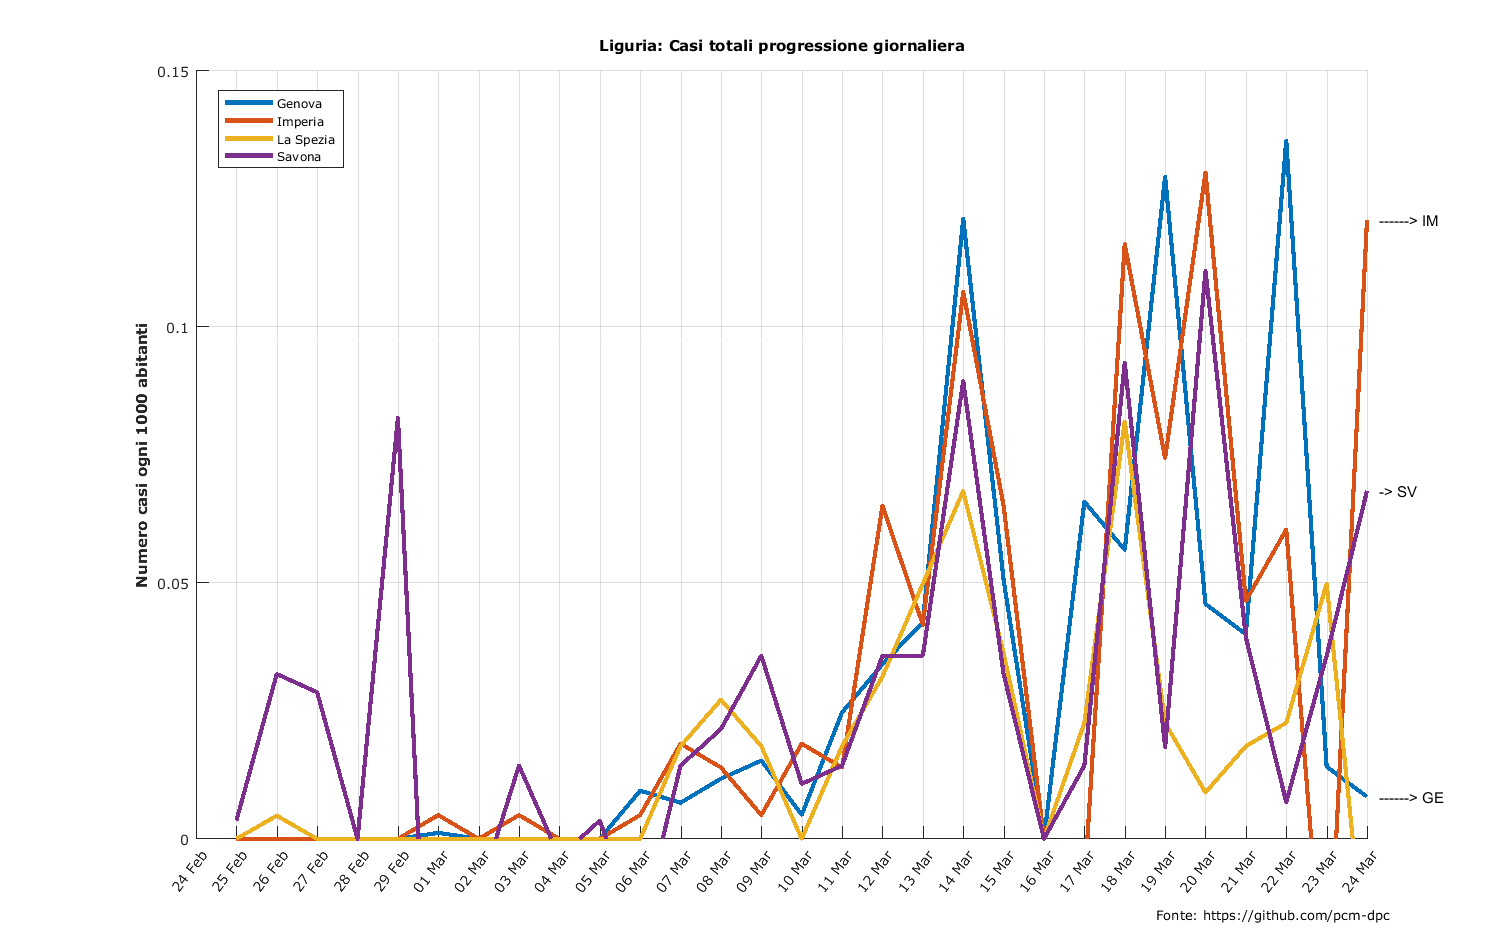 Liguria: Casi totali progressione giornaliera
0.15
0.1
0.05
0
Numero casi ogni 1000 abitanti
Genova
Imperia
La Spezia
Savona
------> IM
-> SV
------> GE
24 Feb
25 Feb
26 Feb
27 Feb
28 Feb
29 Feb
01 Mar
02 Mar
03 Mar
04 Mar
05 Mar
06 Mar
07 Mar
08 Mar
09 Mar
10 Mar
11 Mar
12 Mar
13 Mar
14 Mar
15 Mar
16 Mar
17 Mar
18 Mar
19 Mar
20 Mar
21 Mar
22 Mar
23 Mar
24 Mar
Fonte: https://github.com/pcm-dpc